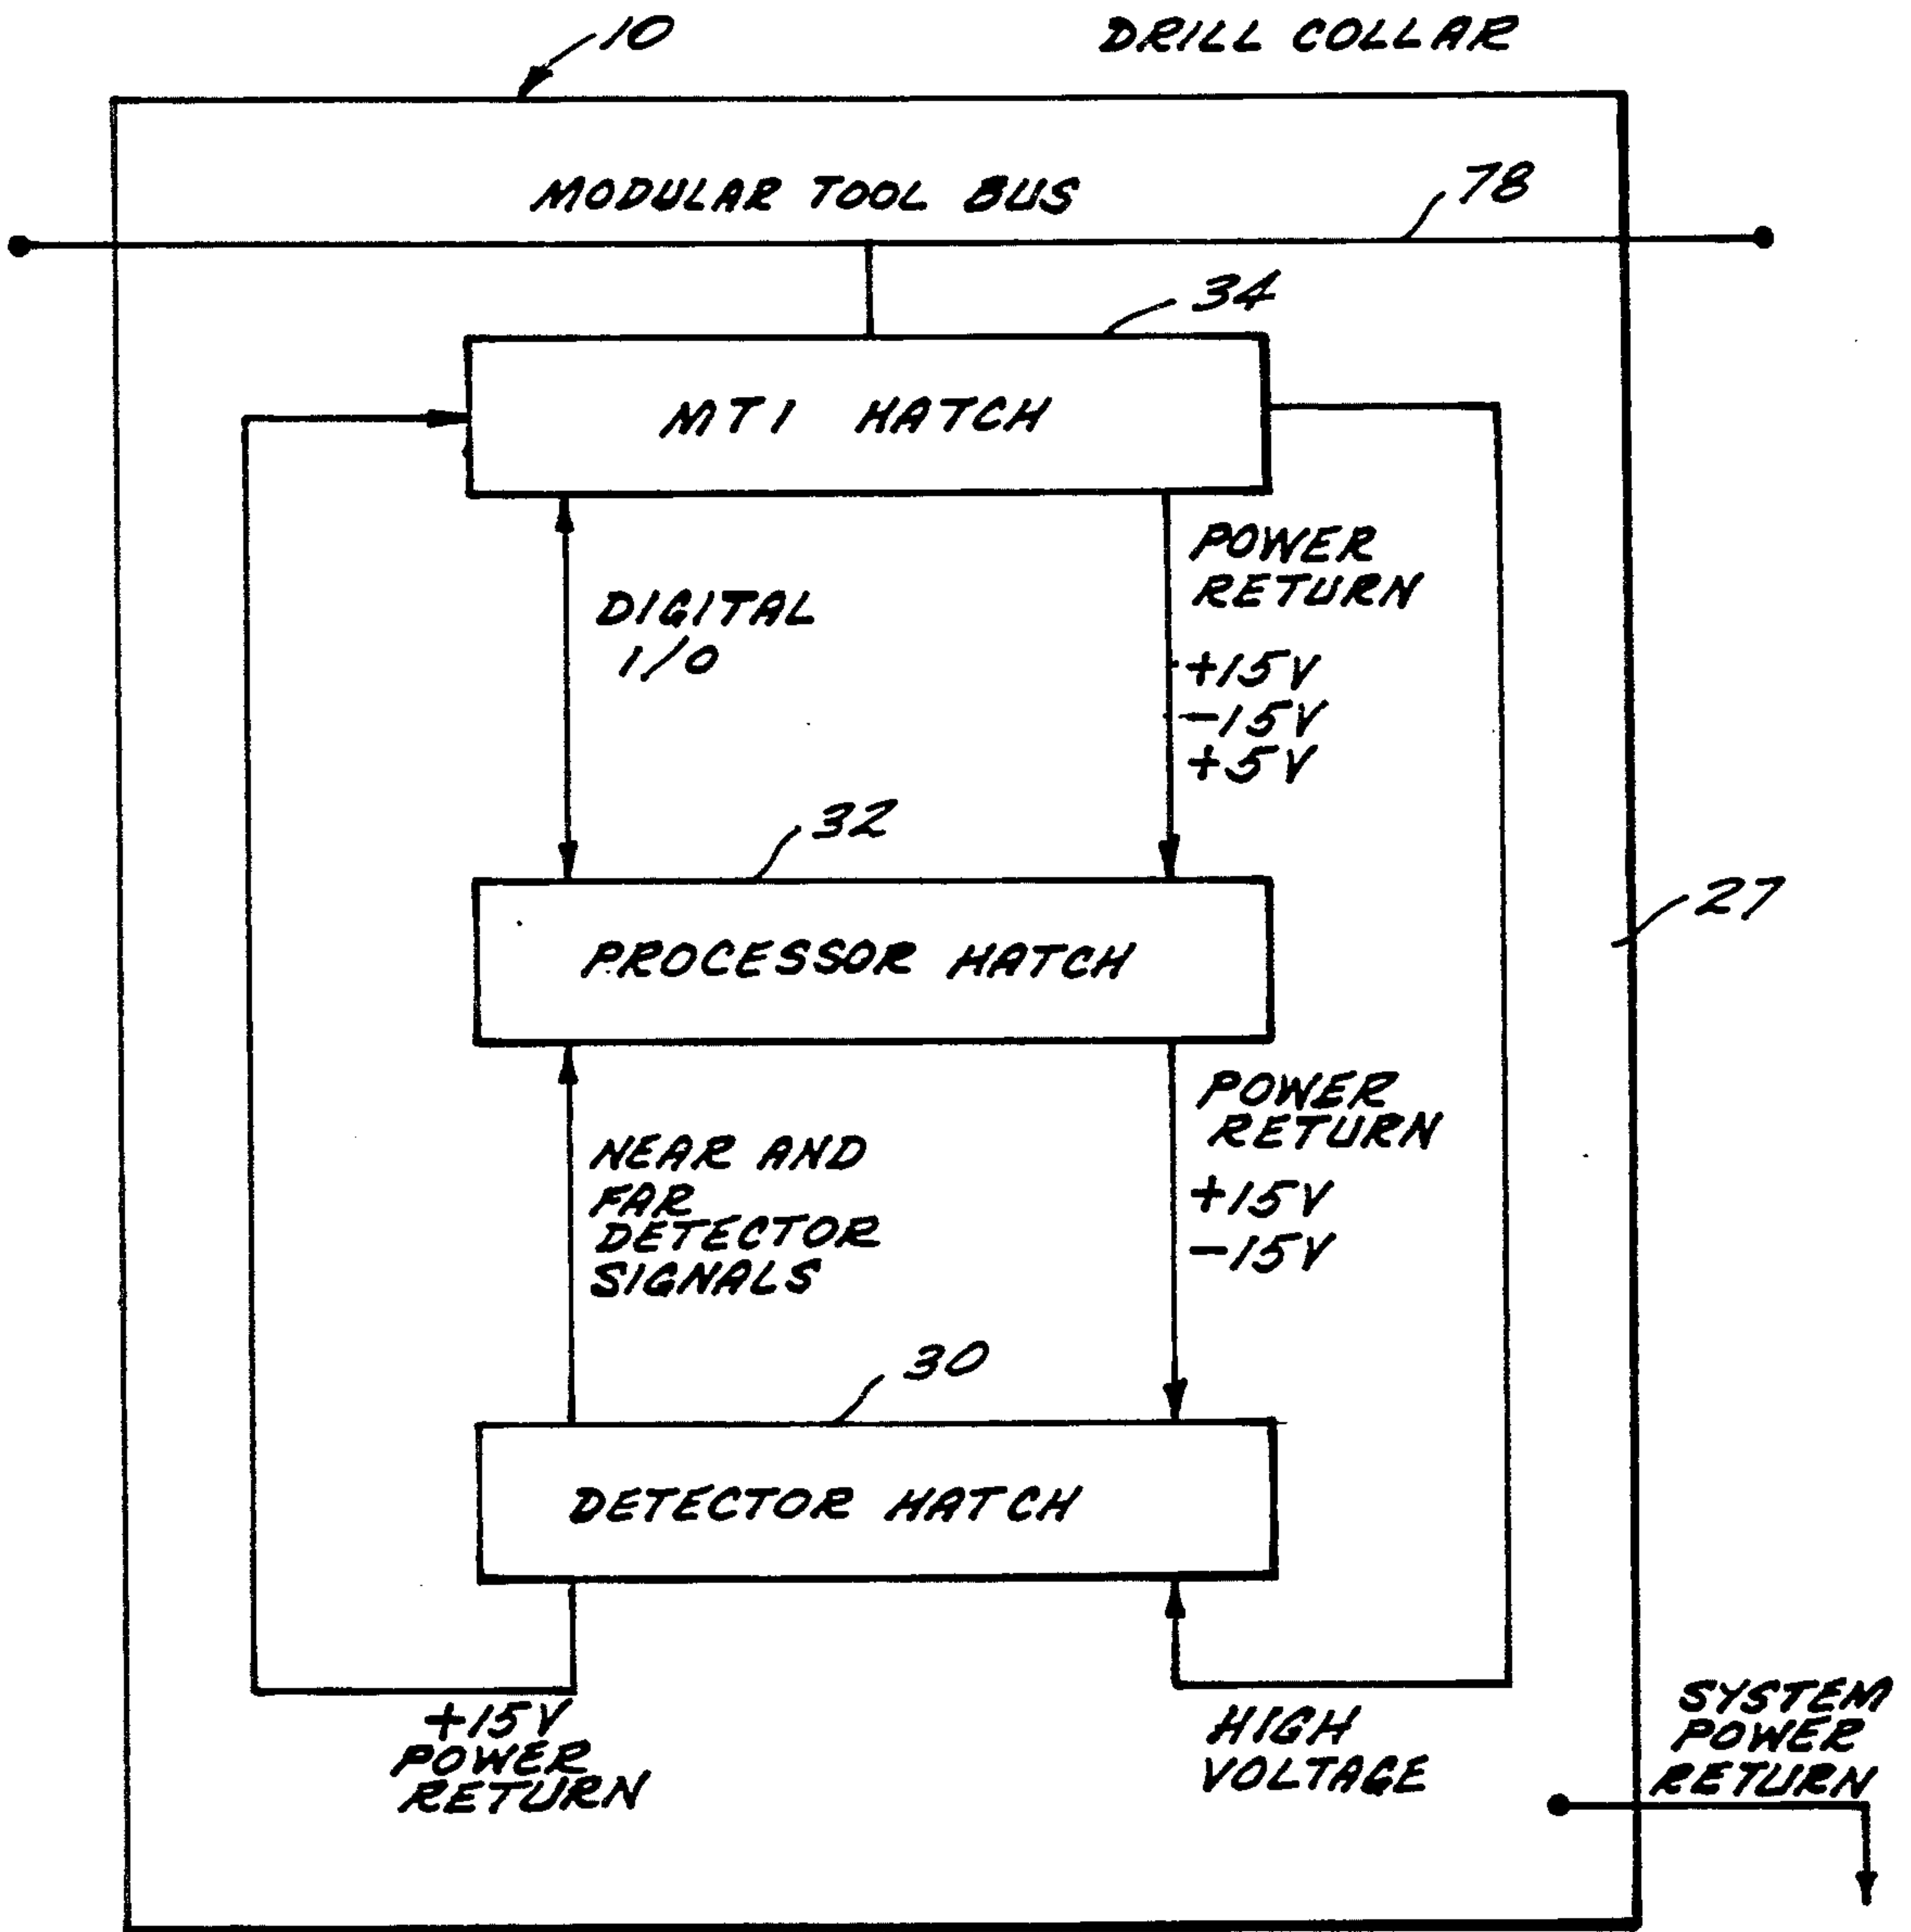 10
DRILL COLLAR
MODULAR TOOL BUS
78
34
MTI HATCH
POWER
RETURN
+15V
-15V
+5V
DIGITAL
I/O
32
27
PROCESSOR HATCH
POWER
RETURN
+15V
-15V
NEAR AND
FAR
DETECTOR
SIGNALS
30
DETECTOR HATCH
+15V
POWER
RETURN
HIGH
VOLTAGE
SYSTEM
POWER
RETURN